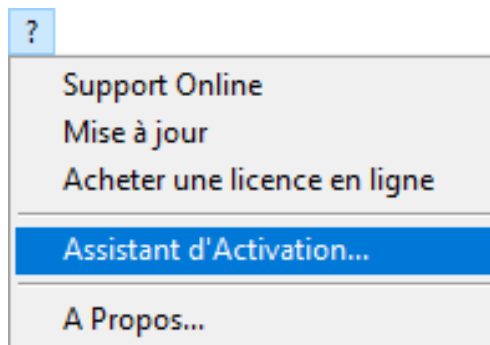 ?
Support Online
Mise à jour
Acheter une licence en ligne
Assistant d'Activation...
A Propos...